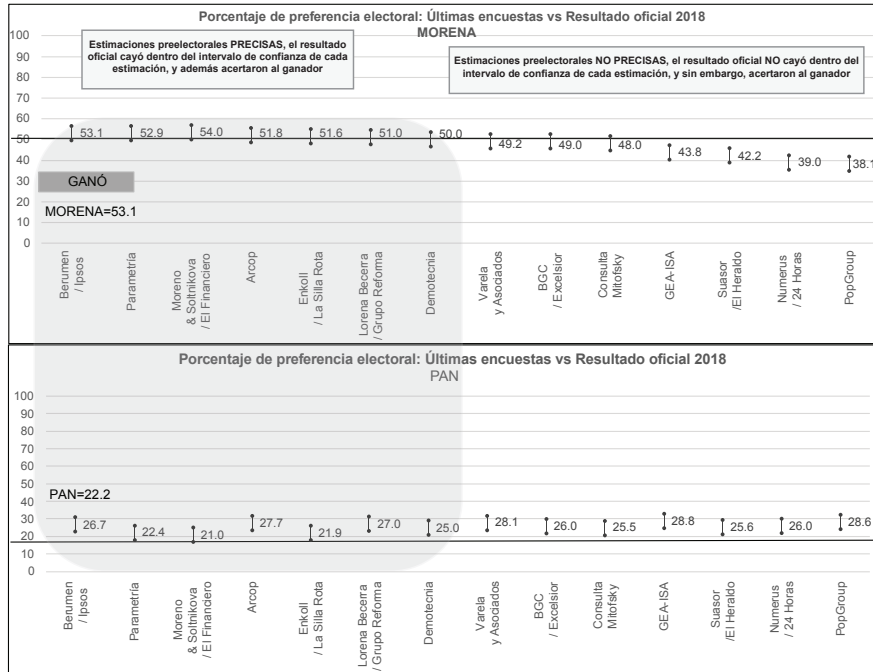 Porcentaje de preferencia electoral: Últimas encuestas vs Resultado oficial 2018
MORENA
Estimaciones preelectorales PRECISAS, el resultado
oficial cayó dentro del intervalo de confianza de cada
estimación, y además acertaron al ganador
Estimaciones preelectorales NO PRECISAS, el resultado oficial NO cayó dentro del
intervalo de confianza de cada estimación, y sin embargo, acertaron al ganador
100
90
80
70
60
50
40
30
20
10
0
53.1
52.9
54.0
51.8
51.6
51.0
50.0
49.2
49.0
48.0
43.8
42.2
39.0
38.1
GANÓ
MORENA=53.1
Berumen
/ Ipsos
Parametría
Moreno
& Soltnikova
/ El Financiero
Arcop
Enkoll
/ La Silla Rota
Lorena Becerra
/ Grupo Reforma
Demotecnia
Varela
y Asociados
BGC
/ Excelsior
Consulta
Mitofsky
GEA-ISA
Suasor
/El Heraldo
Numerus
/ 24 Horas
PopGroup
Porcentaje de preferencia electoral: Últimas encuestas vs Resultado oficial 2018
PAN
100
90
80
70
60
50
40
30
20
10
0
PAN=22.2
26.7
22.4
21.0
27.7
21.9
27.0
25.0
28.1
26.0
25.5
28.8
25.6
26.0
28.6
Berumen
/ Ipsos
Parametría
Moreno
& Soltnikova
/ El Financiero
Arcop
Enkoll
/ La Silla Rota
Lorena Becerra
/ Grupo Reforma
Demotecnia
Varela
y Asociados
BGC
/ Excelsior
Consulta
Mitofsky
GEA-ISA
Suasor
/El Heraldo
Numerus
/ 24 Horas
PopGroup